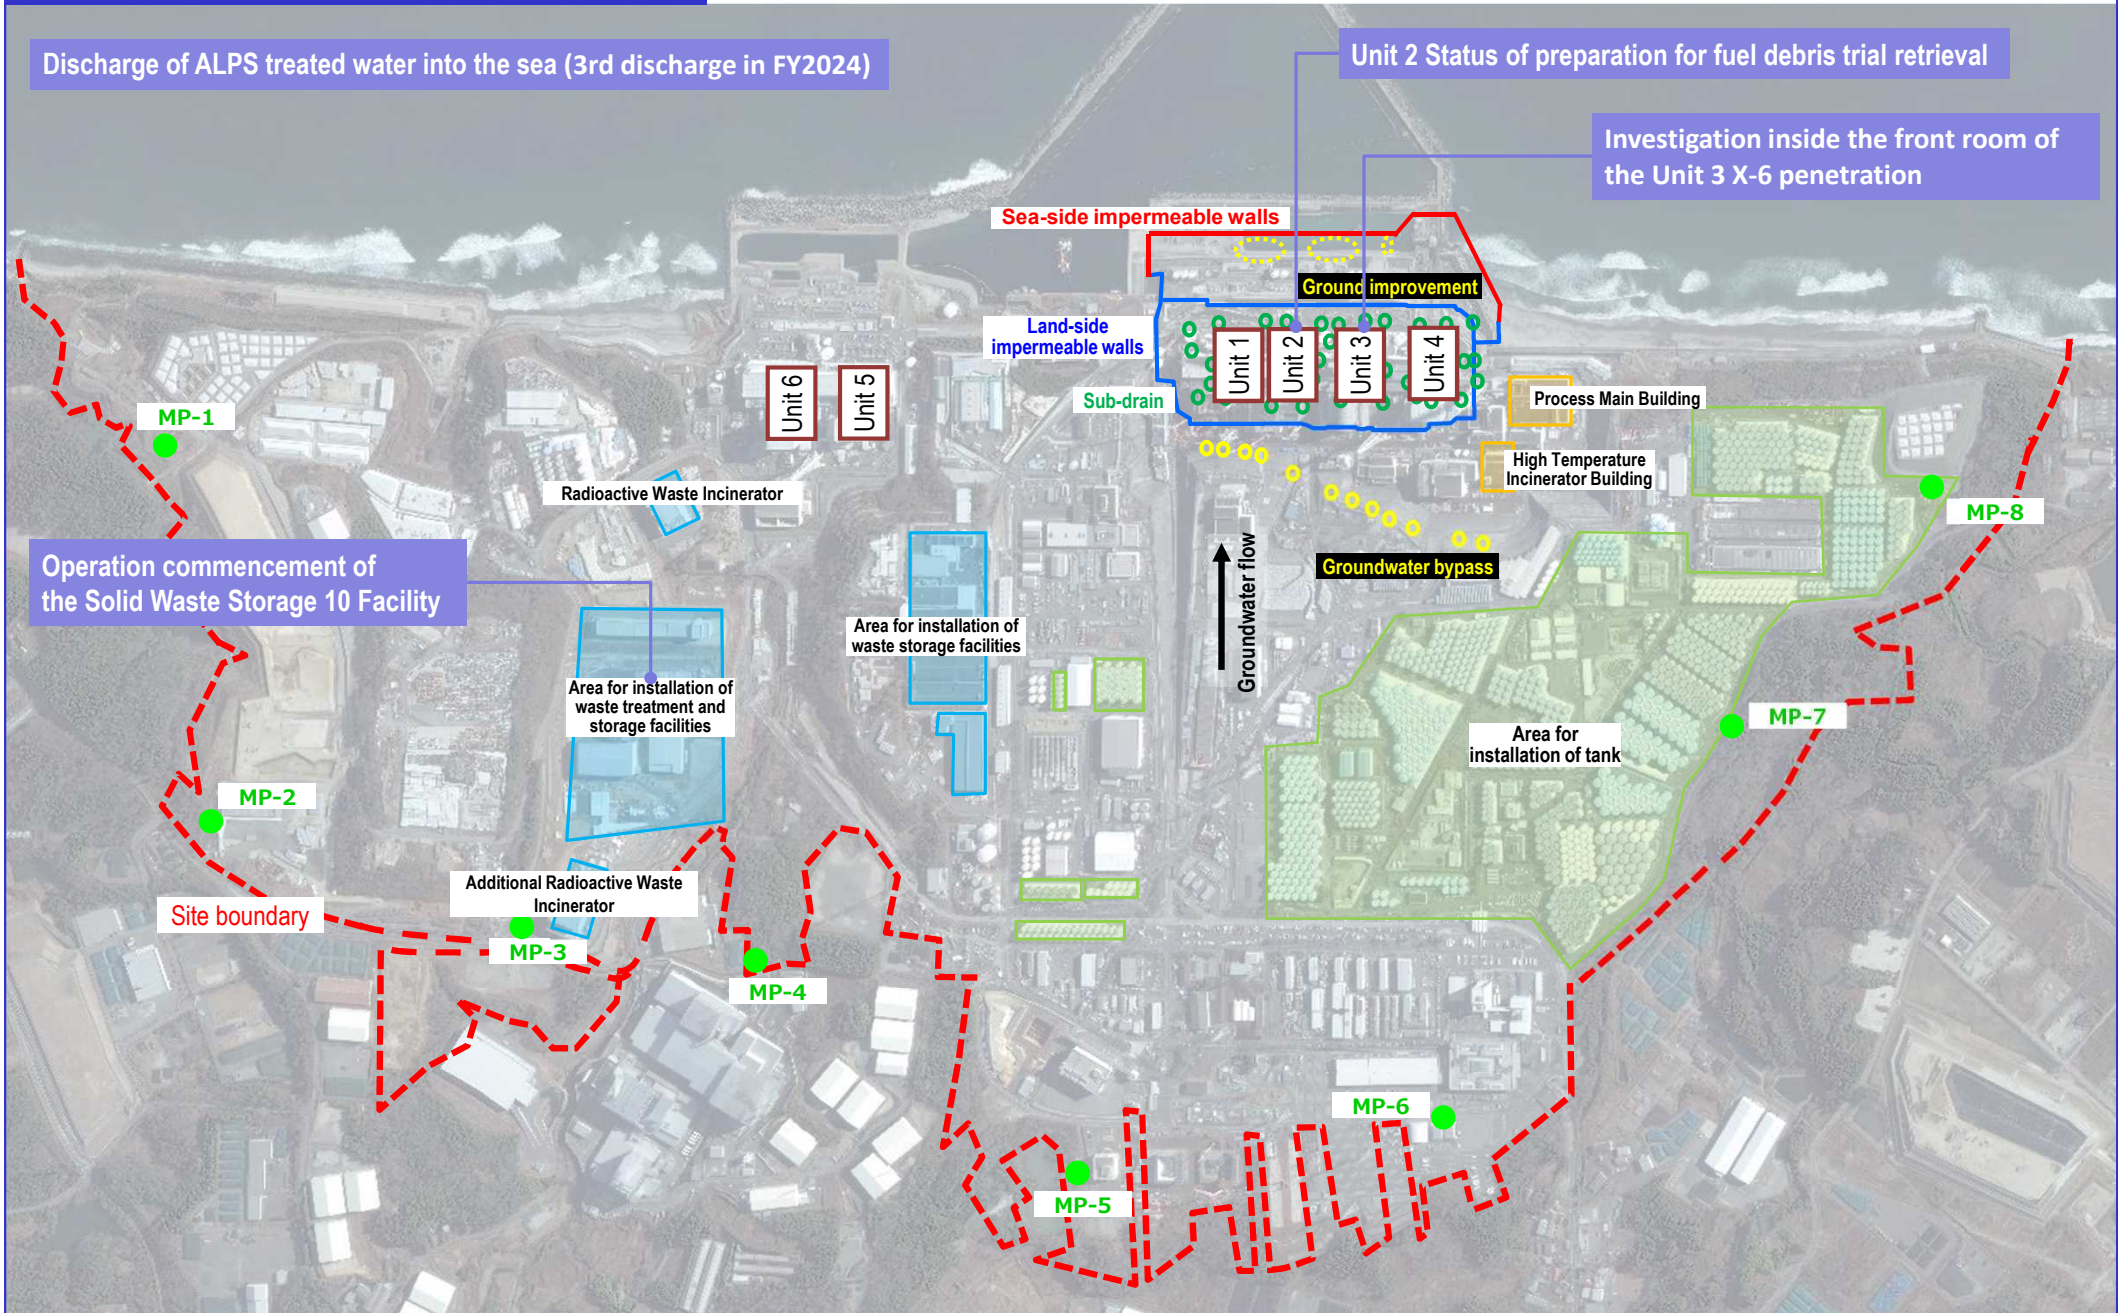 Discharge of ALPS treated water into the sea (3rd discharge in FY2024)
Unit 2 Status of preparation for fuel debris trial retrieval
Investigation inside the front room of
the Unit 3 X-6 penetration
Sea-side impermeable walls
Ground improvement
Land-side
impermeable walls
Unit 1
Unit 2
Unit 3
Unit 4
Unit 6
Unit 5
Sub-drain
Process Main Building
MP-1
High Temperature
Incinerator Building
Radioactive Waste Incinerator
MP-8
Operation commencement of
the Solid Waste Storage 10 Facility
Groundwater bypass
Groundwater flow
Area for installation of
waste storage facilities
Area for installation of
waste treatment and
storage facilities
MP-7
Area for
installation of tank
MP-2
Additional Radioactive Waste
Incinerator
Site boundary
MP-3
MP-4
MP-6
MP-5